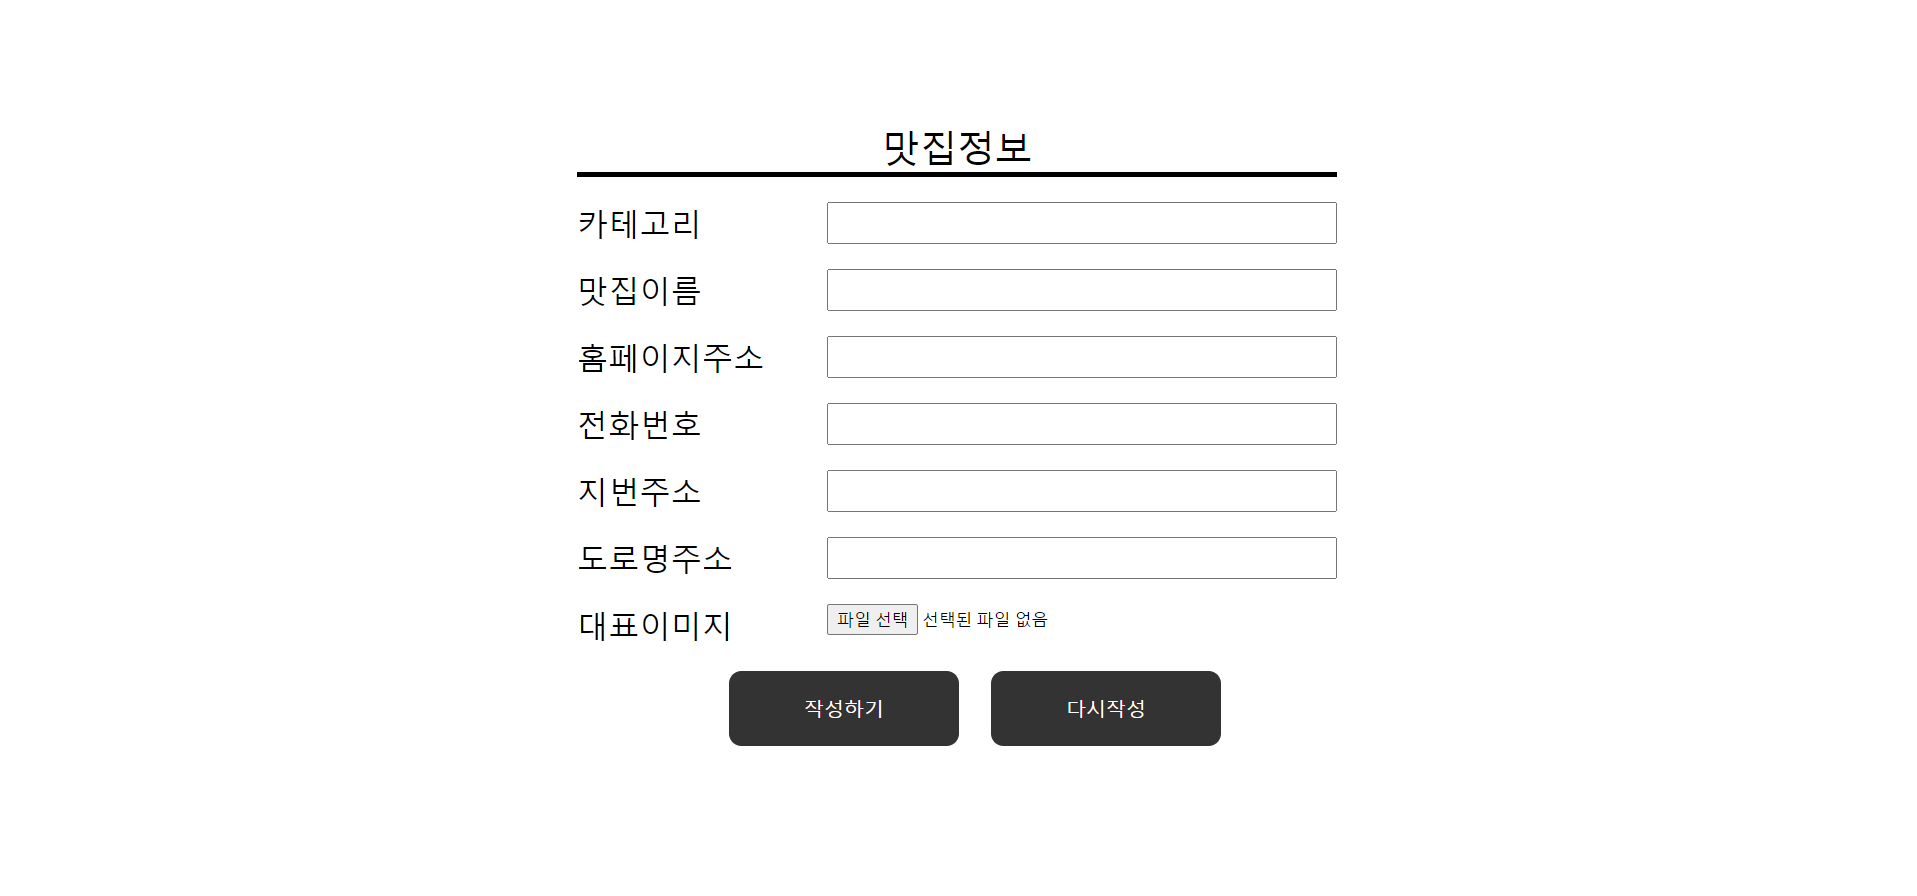 맛집정보
카테고리
맛집이름
홈페이지주소
전화번호
지번주소
도로명주소
대표이미지 파일 선택 선택된 파일 없음
작성하기 다시작성